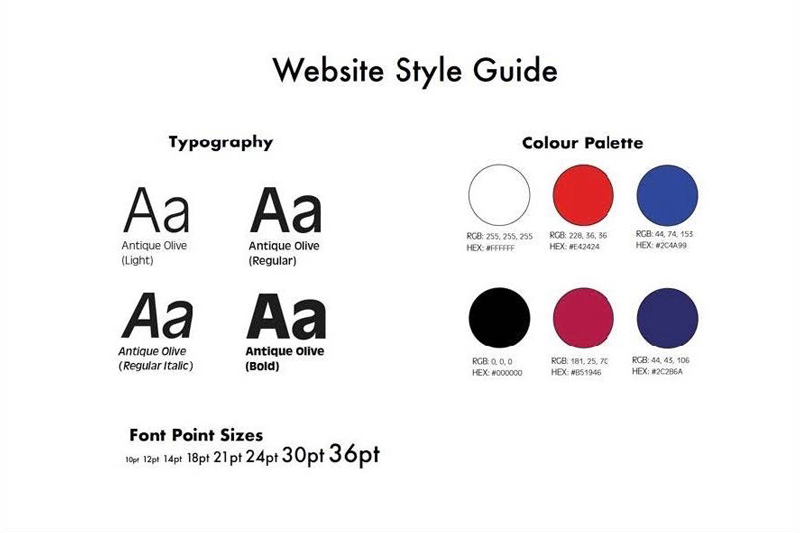 Website Style Guide
Typography
Aa
Antique Olive
(Light)
Aa
Antique Olive
(Regular)
Aa
Antique Olive
(Regular Italic)
Aa
Antique Olive
(Bold)
Font Point Sizes
10pt 12pt 14pt 18pt 21pt 24pt 30pt 36pt
Colour Palette
RGB: 255, 255, 255
HEX: #FFFFFF
RGB: 228, 36, 36
HEX: #E42424
RGB: 44, 74, 153
HEX: #2C4A99
RGB: 0, 0, 0
HEX: #000000
RGB: 181, 25, 70
HEX: #B51946
RGB: 44, 43, 106
HEX: #2C2B6A